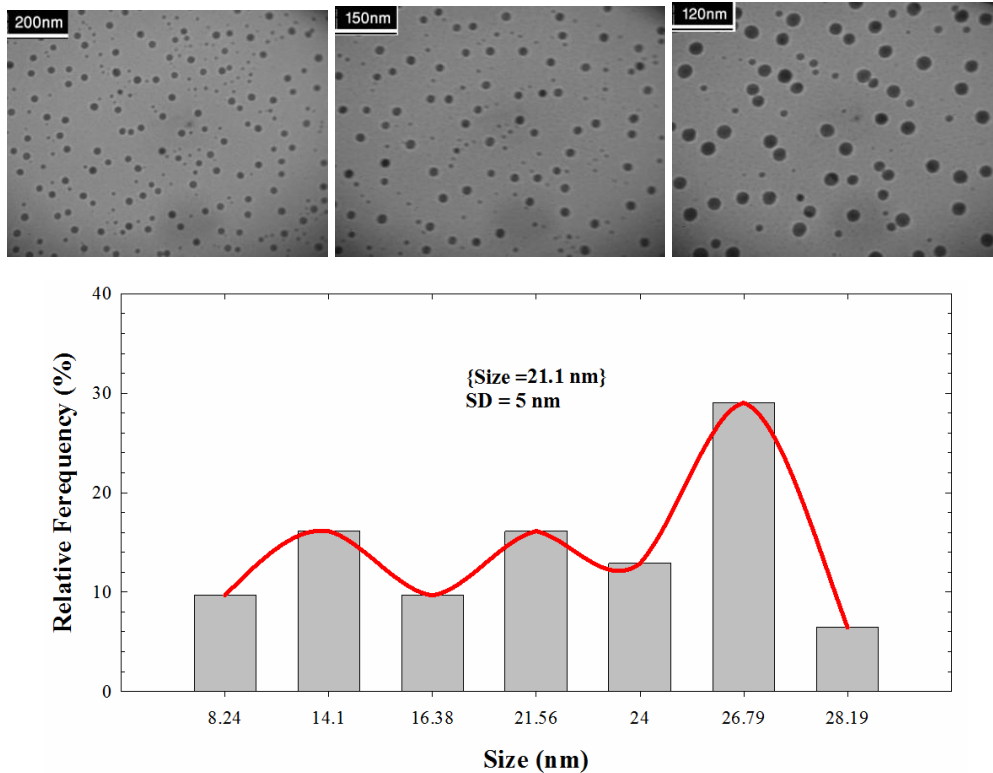 200nm
150nm
120nm
40
30
20
10
0
Relative Ferequency (%)
{Size =21.1 nm}
SD = 5 nm
8.24
14.1
16.38
21.56
24
26.79
28.19
Size (nm)